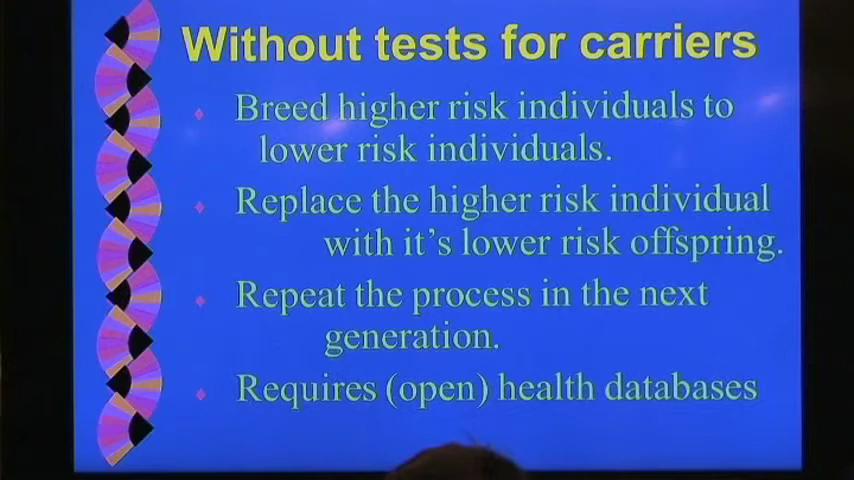 Without tests for carriers
Breed higher risk individuals to
lower risk individuals.
Replace the higher risk individual
with it's lower risk offspring.
Repeat the process in the next
generation.
Requires (open) health databases